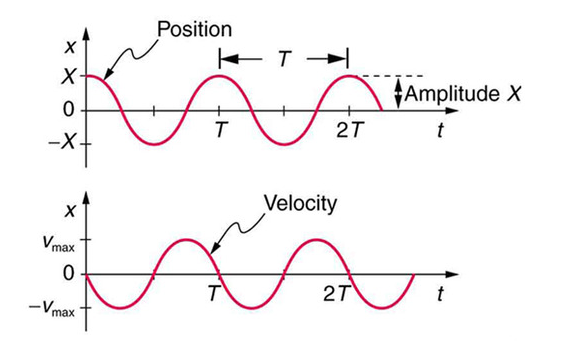 Position
x
T
X
Amplitude X
0
T
2T
t
−X
x
Velocity
vmax
0
T
2T
t
−vmax